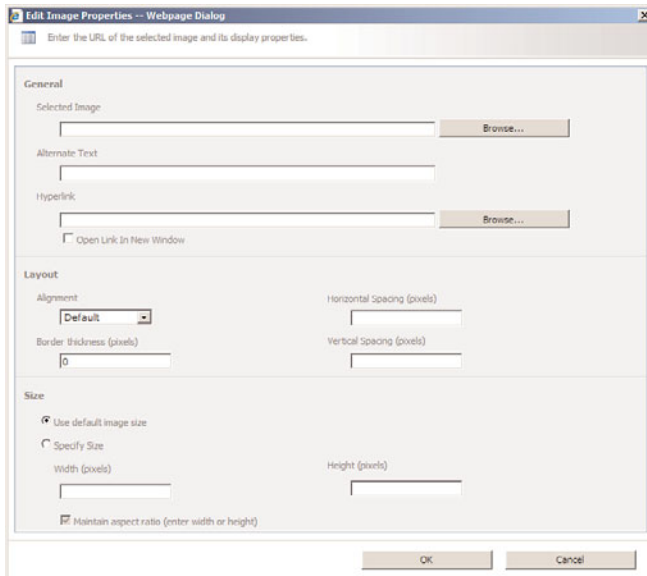 Edit Image Properties -- Webpage Dialog
Enter the URL of the selected image and its display properties.
General
Selected Image
Browse...
Alternate Text
Hyperlink
Browse...
Open Link In New Window
Layout
Alignment
Horizontal Spacing (pixels)
Default
Border thickness (pixels)
Vertical Spacing (pixels)
0
Size
Use default image size
Specify Size
Width (pixels)
Height (pixels)
Maintain aspect ratio (enter width or height)
OK
Cancel